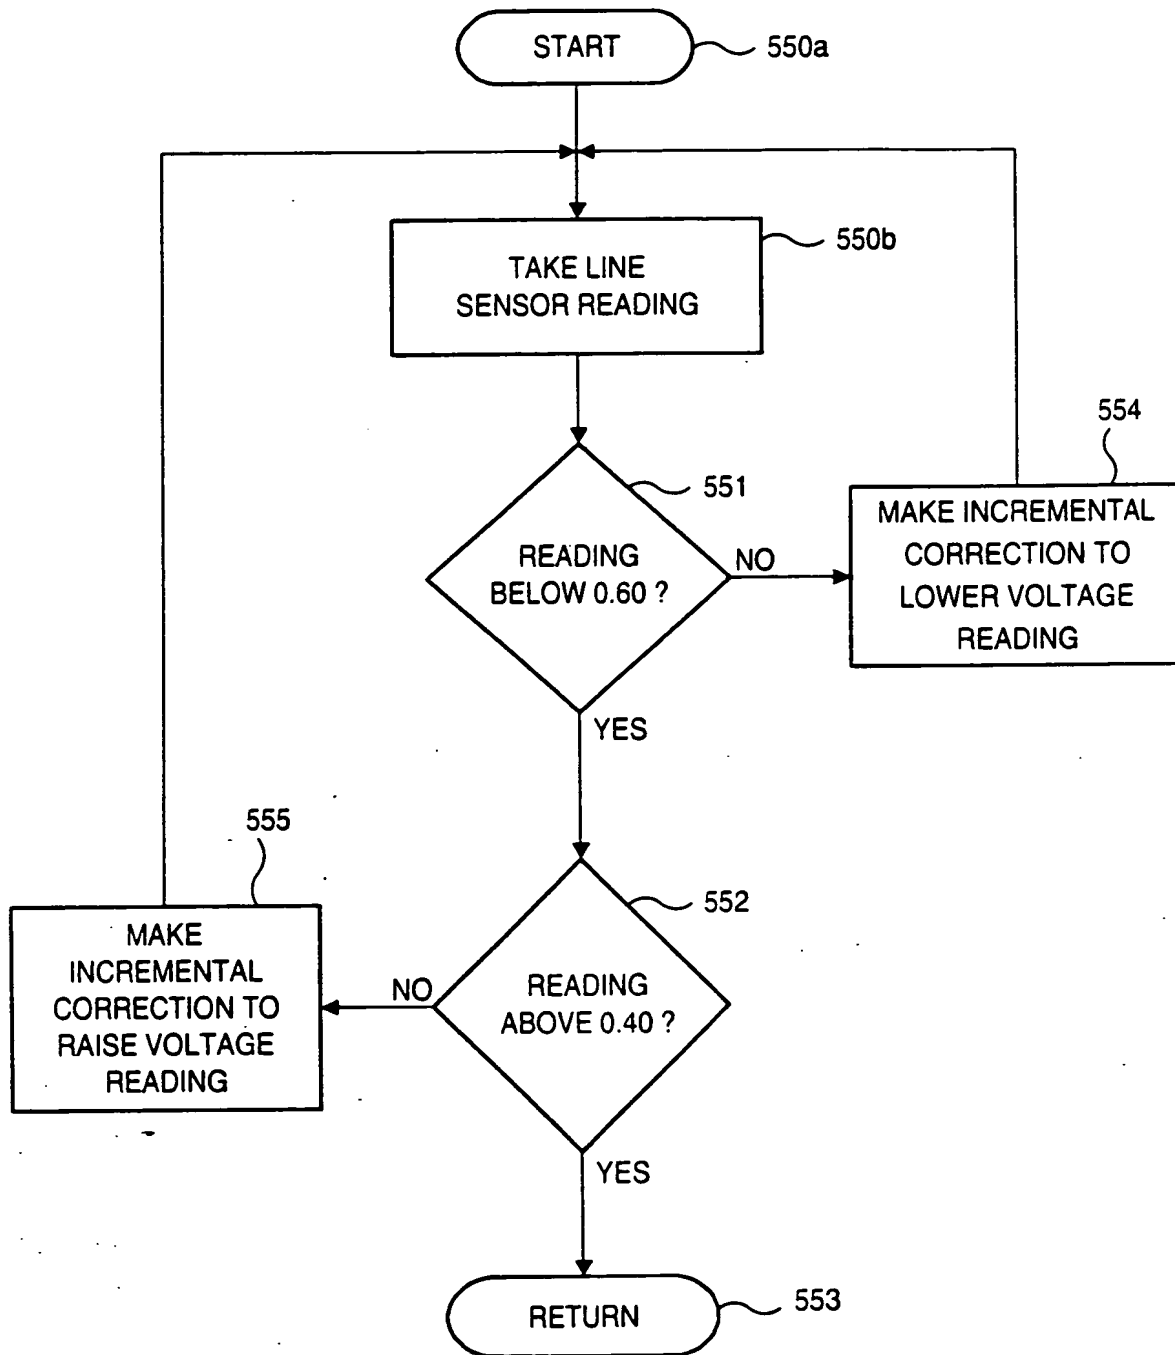 START
550a
TAKE LINE
SENSOR READING
550b
READING
BELOW 0.60 ?
551
NO
YES
554
MAKE INCREMENTAL
CORRECTION TO
LOWER VOLTAGE
READING
555
MAKE
INCREMENTAL
CORRECTION TO
RAISE VOLTAGE
READING
NO
READING
ABOVE 0.40 ?
552
YES
RETURN
553